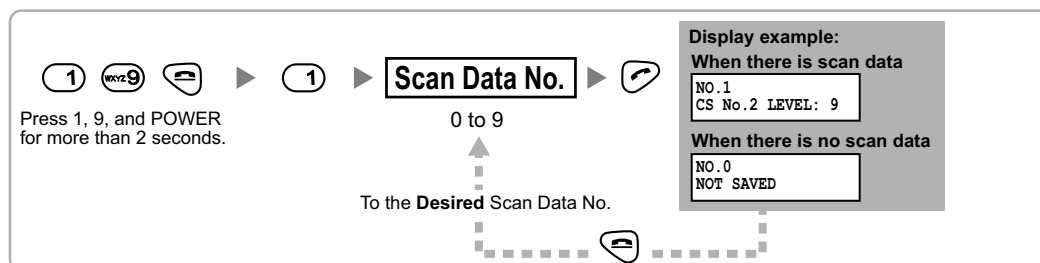 1) wxyz9 1) Scan Data No.
Press 1, 9, and POWER
for more than 2 seconds.
0 to 9
To the Desired Scan Data No.
Display example:
When there is scan data
NO.1
CS No.2 LEVEL: 9
When there is no scan data
NO.0
NOT SAVED